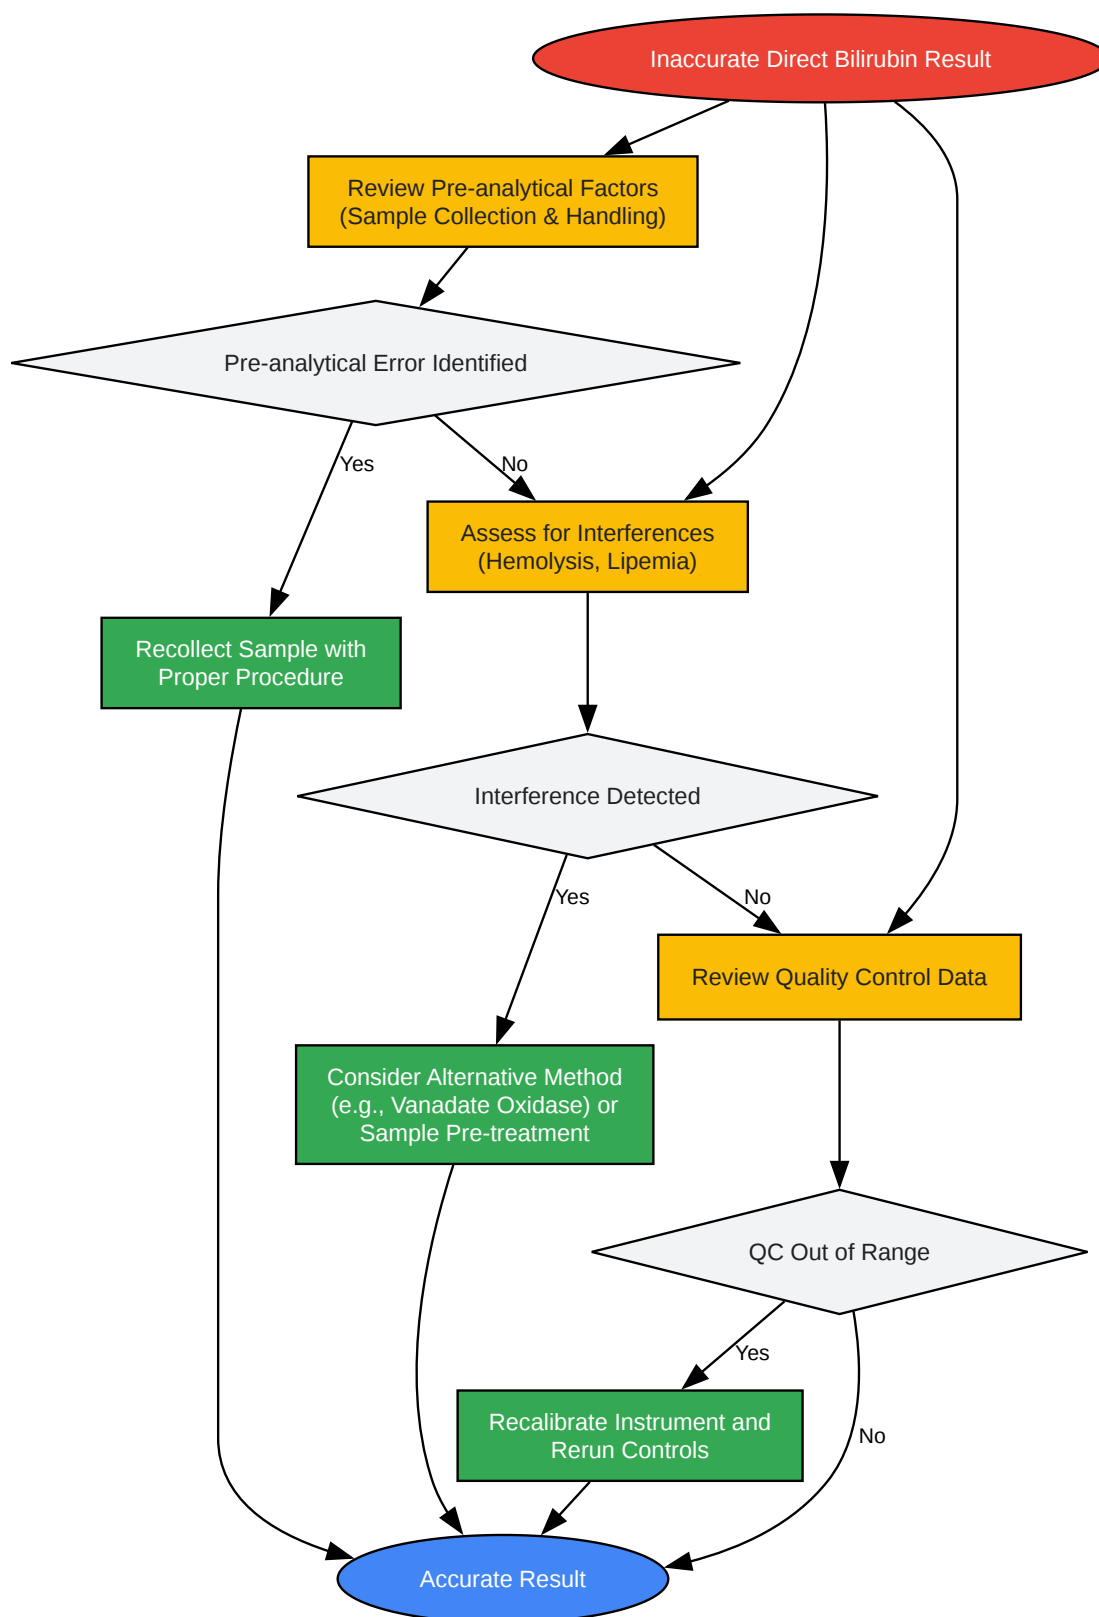 Inaccurate Direct Bilirubin Result
Review Pre-analytical Factors
(Sample Collection & Handling)
Pre-analytical Error Identified
Yes
No
Assess for Interferences
(Hemolysis, Lipemia)
Recollect Sample with
Proper Procedure
Interference Detected
Yes
No
Review Quality Control Data
Consider Alternative Method
(e.g., Vanadate Oxidase) or
Sample Pre-treatment
QC Out of Range
Yes
No
Recalibrate Instrument and
Rerun Controls
Accurate Result